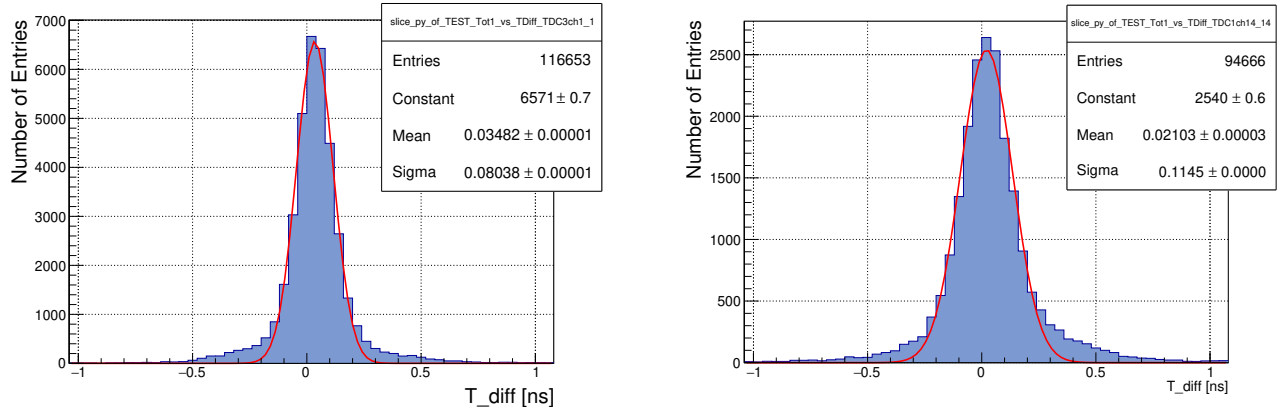 slice_py_of_TEST_Tot1_vs_TDiff_TDC3ch1_1
Entries 116653
Constant 6571 ± 0.7
Mean 0.03482 ± 0.00001
Sigma 0.08038 ± 0.00001
Number of Entries
7000
6000
5000
4000
3000
2000
1000
0
−1 −0.5 0 0.5 1
T_diff [ns]
slice_py_of_TEST_Tot1_vs_TDiff_TDC1ch14_14
Entries 94666
Constant 2540 ± 0.6
Mean 0.02103 ± 0.00003
Sigma 0.1145 ± 0.0000
Number of Entries
2500
2000
1500
1000
500
0
−1 −0.5 0 0.5 1
T_diff [ns]